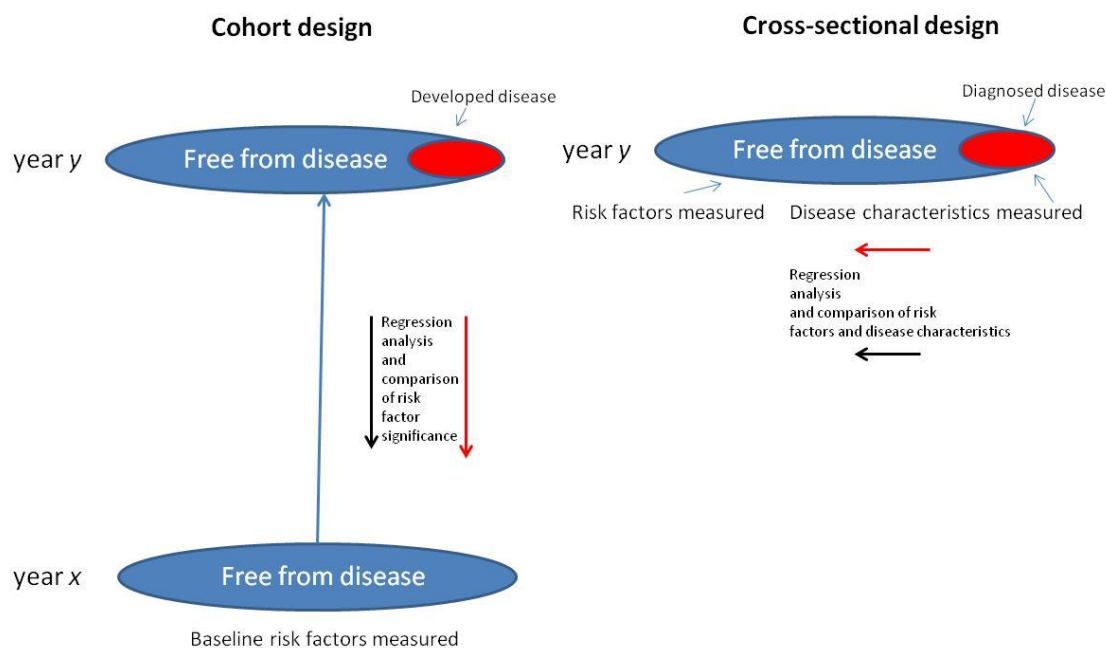 Cohort design
Developed disease
year y
Free from disease
Regression
analysis
and
comparison
of risk
factor
significance
year x
Free from disease
Baseline risk factors measured
Cross-sectional design
Diagnosed disease
year y
Free from disease
Risk factors measured
Disease characteristics measured
Regression
analysis
and comparison of risk
factors and disease characteristics